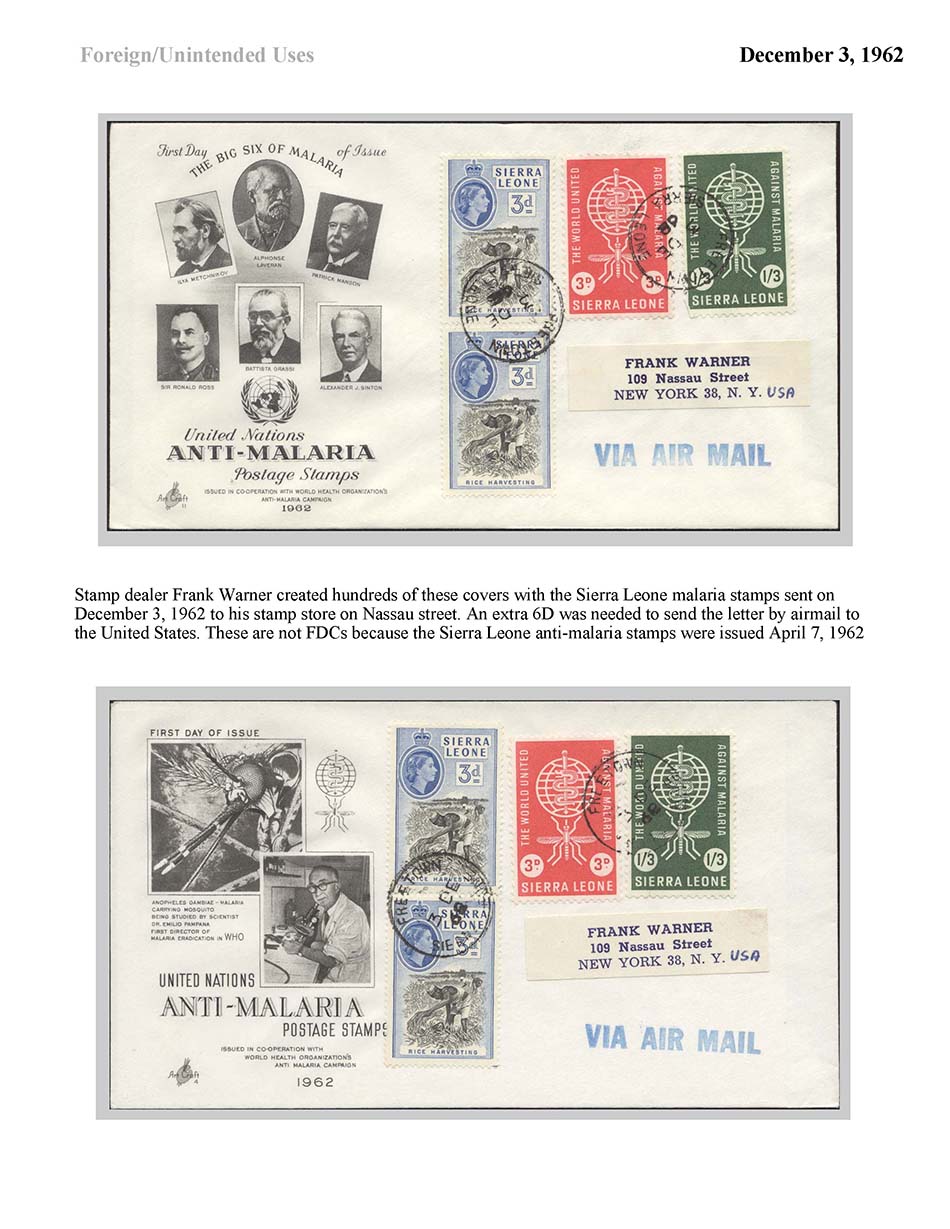 Foreign/Unintended Uses
December 3, 1962
First Day of Issue
THE BIG SIX OF MALARIA
ILYA METCHNIKOV
ALPHONSE
LAVERAN
PATRICK MANSON
SIR RONALD ROSS
BATTISTA GRASSI
ALEXANDER J. SINTON
United Nations
ANTI-MALARIA
Postage Stamps
ISSUED IN CO-OPERATION WITH WORLD HEALTH ORGANIZATION'S
ANTI-MALARIA CAMPAIGN
1962
Art Craft
11
SIERRA
LEONE
3d
RICE HARVESTING
SIERRA
3d
RICE HARVESTING
THE WORLD UNITED
AGAINST MALARIA
3D 3D
SIERRA LEONE
THE WORLD UNITED
AGAINST MALARIA
1/3 1/3
SIERRA LEONE
FRANK WARNER
109 Nassau Street
NEW YORK 38, N. Y. USA
VIA AIR MAIL
Stamp dealer Frank Warner created hundreds of these covers with the Sierra Leone malaria stamps sent on
December 3, 1962 to his stamp store on Nassau street. An extra 6D was needed to send the letter by airmail to
the United States. These are not FDCs because the Sierra Leone anti-malaria stamps were issued April 7, 1962
FIRST DAY OF ISSUE
ANOPHELES GAMBIAE - MALARIA
CARRYING MOSQUITO
BEING STUDIED BY SCIENTIST
DR. EMILIO PAMPANA
FIRST DIRECTOR OF
MALARIA ERADICATION IN WHO
UNITED NATIONS
ANTI-MALARIA
POSTAGE STAMPS
ISSUED IN CO-OPERATION WITH
WORLD HEALTH ORGANIZATION'S
ANTI MALARIA CAMPAIGN
1962
Art Craft
4
SIERRA
LEONE
3d
RICE HARVESTING
FREETOWN
3 DE
SIERRA
LEONE
3d
RICE HARVESTING
THE WORLD UNITED
AGAINST MALARIA
3D 3D
SIERRA LEONE
FREETOWN
THE WORLD UNITED
AGAINST MALARIA
1/3 1/3
SIERRA LEONE
FRANK WARNER
109 Nassau Street
NEW YORK 38, N. Y. USA
VIA AIR MAIL